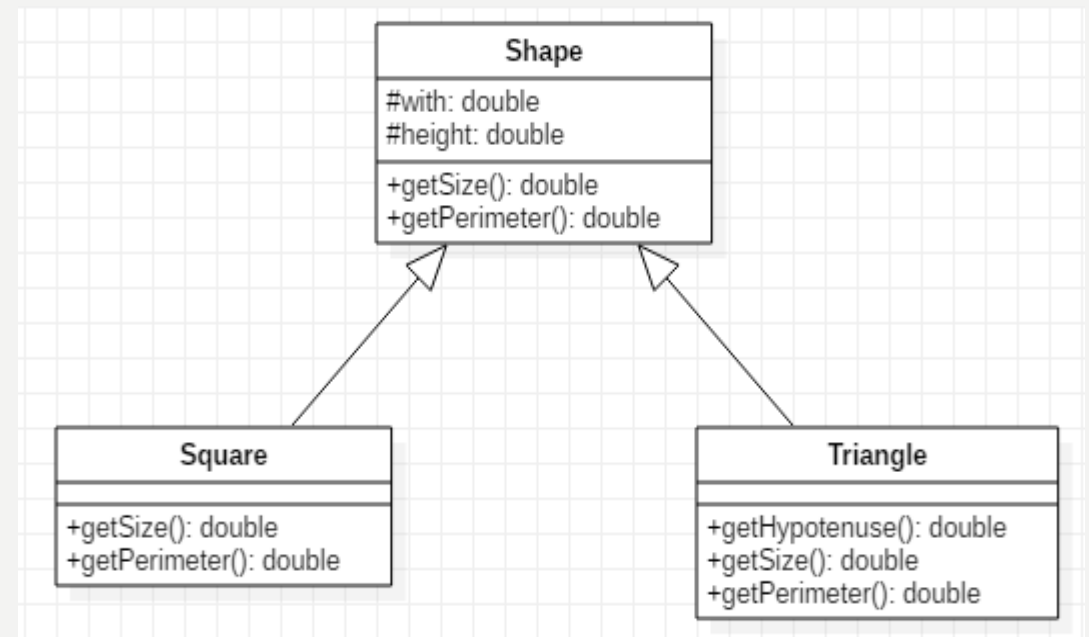 Shape
#with: double
#height: double
+getSize(): double
+getPerimeter(): double
Square
+getSize(): double
+getPerimeter(): double
Triangle
+getHypotenuse(): double
+getSize(): double
+getPerimeter(): double